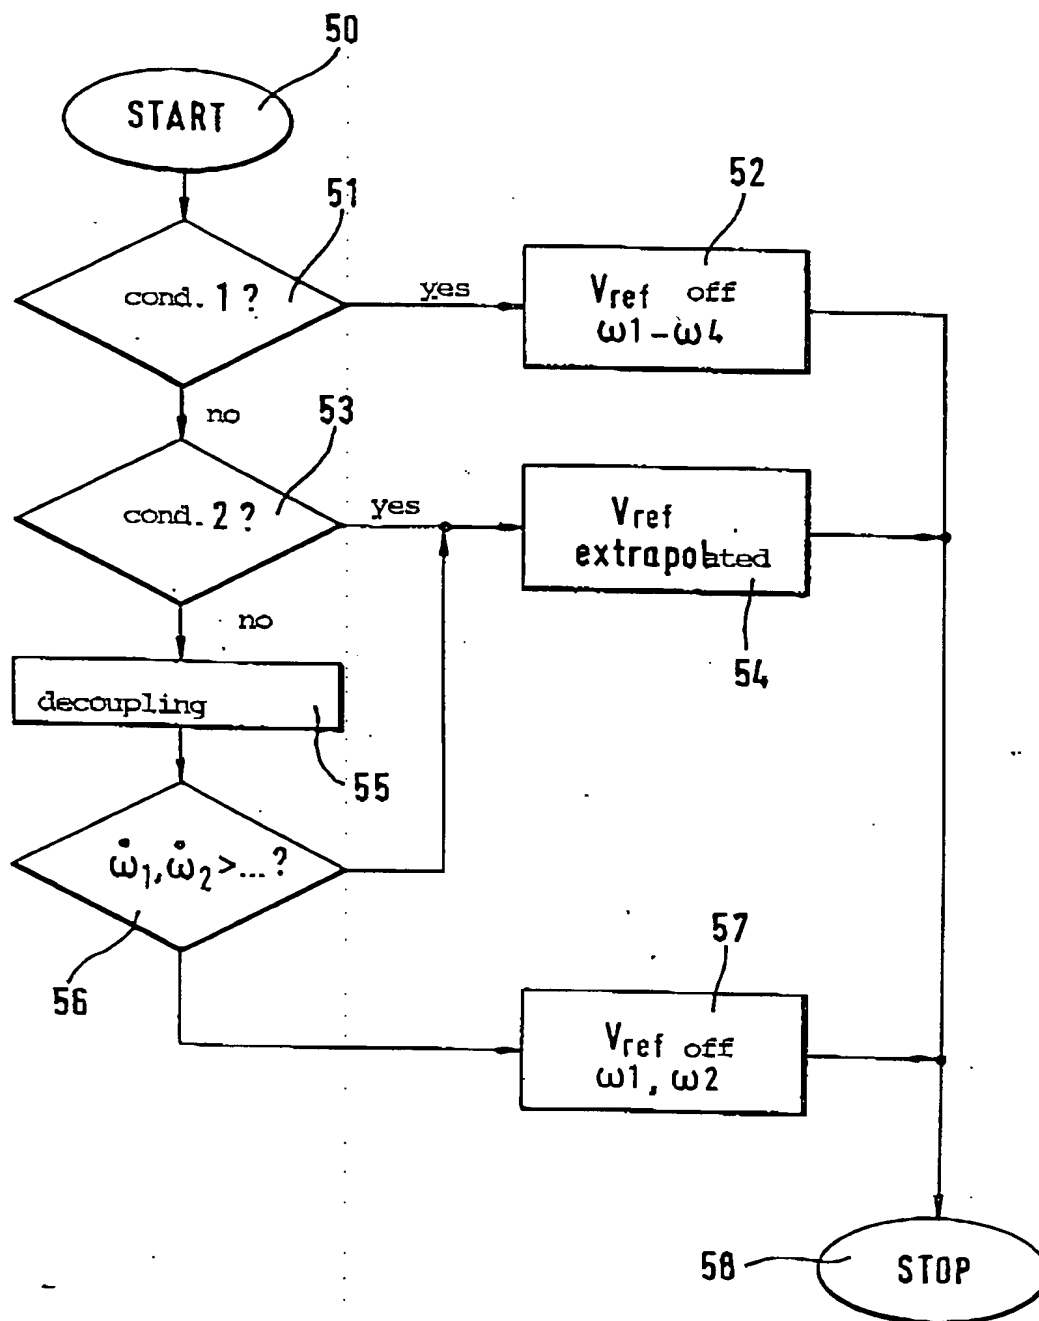 50
START
51
52
cond. 1 ?
yes
Vref off
ω1 - ω4
no
53
cond. 2 ?
yes
Vref
extrapolated
no
54
decoupling
55
ω̇1, ω̇2 > ... ?
56
57
Vref off
ω1, ω2
58
STOP